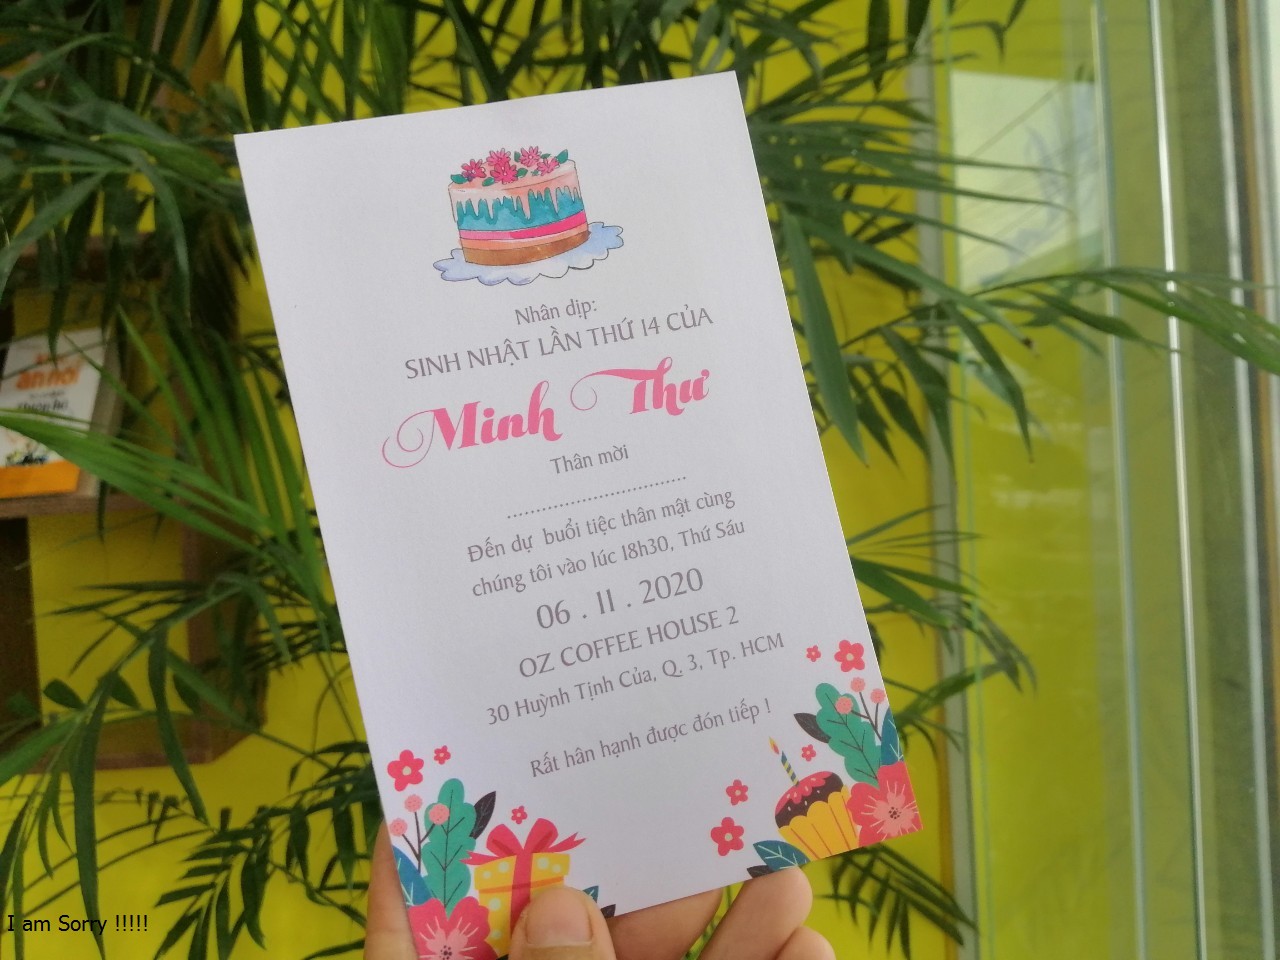 Nhân dịp:
SINH NHẬT LẦN THỨ 14 CỦA
Minh Thư
Thân mời
..............................
Đến dự buổi tiệc thân mật cùng
chúng tôi vào lúc 18h30, Thứ Sáu
06 . 11 . 2020
OZ COFFEE HOUSE 2
30 Huỳnh Tịnh Của, Q. 3, Tp. HCM
Rất hân hạnh được đón tiếp !
ăn nói
I am Sorry !!!!!